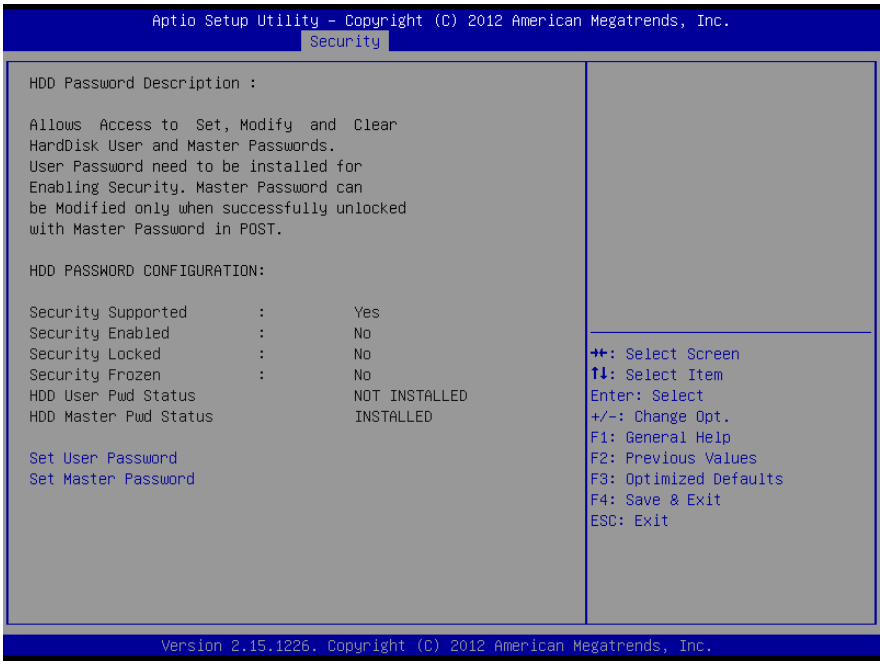 Aptio Setup Utility – Copyright (C) 2012 American Megatrends, Inc.
Security
HDD Password Description :
Allows Access to Set, Modify and Clear
HardDisk User and Master Passwords.
User Password need to be installed for
Enabling Security. Master Password can
be Modified only when successfully unlocked
with Master Password in POST.
HDD PASSWORD CONFIGURATION:
Security Supported : Yes
Security Enabled : No
Security Locked : No
Security Frozen : No
HDD User Pwd Status NOT INSTALLED
HDD Master Pwd Status INSTALLED
Set User Password
Set Master Password
→←: Select Screen
↑↓: Select Item
Enter: Select
+/-: Change Opt.
F1: General Help
F2: Previous Values
F3: Optimized Defaults
F4: Save & Exit
ESC: Exit
Version 2.15.1226. Copyright (C) 2012 American Megatrends, Inc.